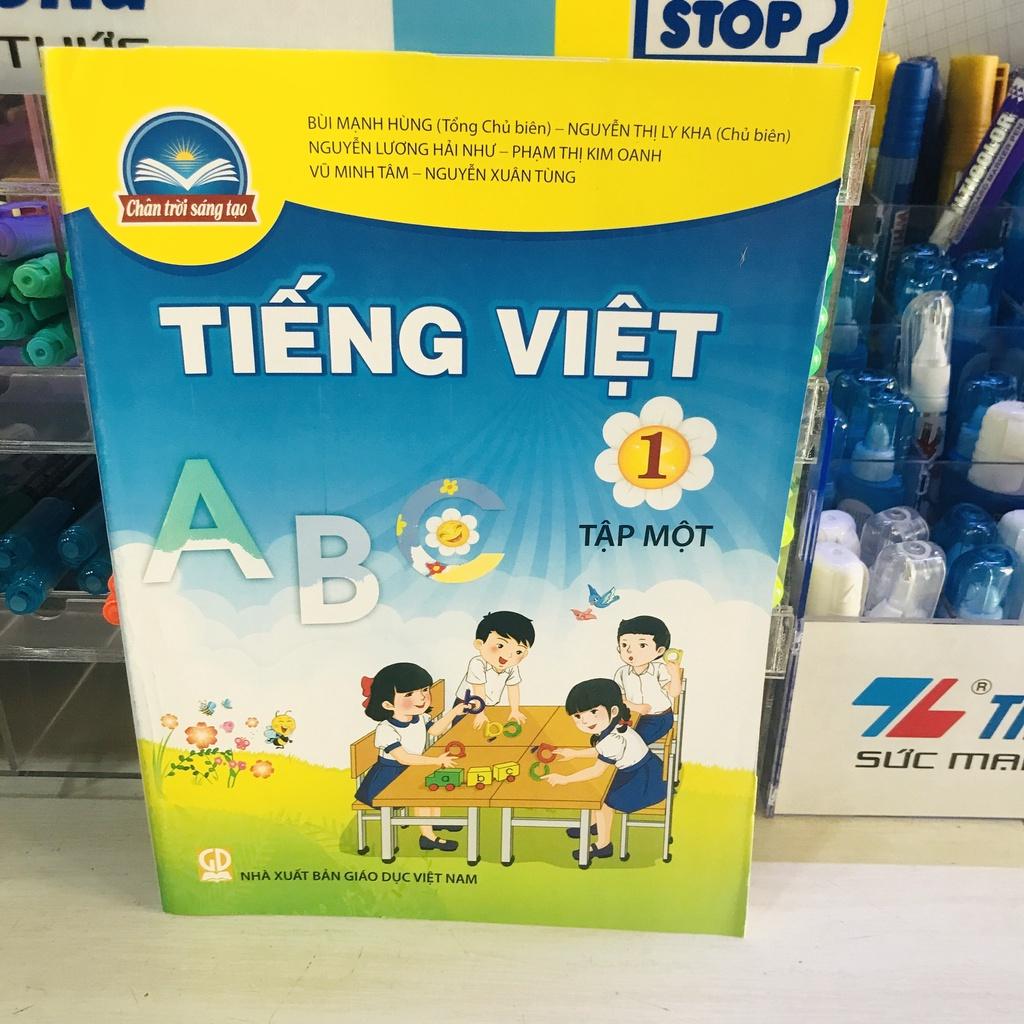 STOP
BÙI MẠNH HÙNG (Tổng Chủ biên) – NGUYỄN THỊ LY KHA (Chủ biên)
NGUYỄN LƯƠNG HẢI NHƯ – PHẠM THỊ KIM OANH
VŨ MINH TÂM – NGUYỄN XUÂN TÙNG
Chân trời sáng tạo
TIẾNG VIỆT
1
TẬP MỘT
A B C
a b c
GD
NHÀ XUẤT BẢN GIÁO DỤC VIỆT NAM
TL ®
SỨC